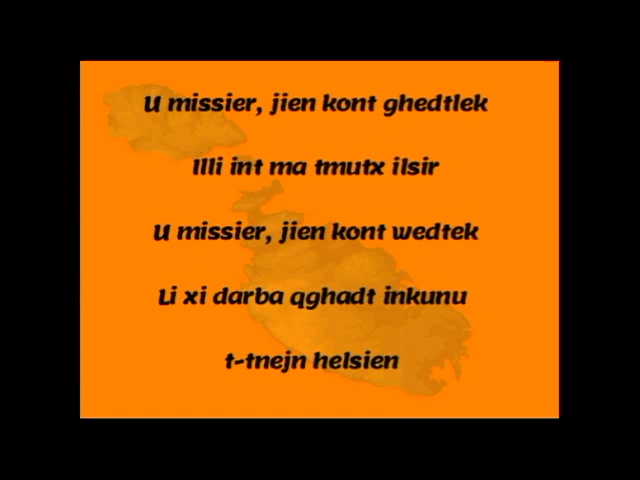 U missier, jien kont ghedtlek
Illi int ma tmutx ilsir
U missier, jien kont wedtek
Li xi darba qghadt inkunu
t-tnejn helsien